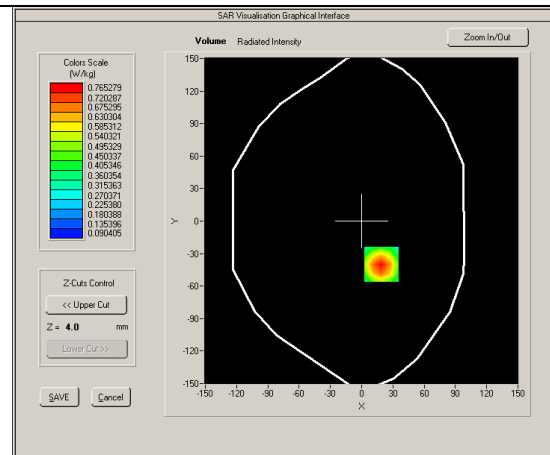 SAR Visualisation Graphical Interface
Volume Radiated Intensity
Zoom In/Out
Colors Scale
(W/kg)
0.765279
0.720287
0.675295
0.630304
0.585312
0.540321
0.495329
0.450337
0.405346
0.360354
0.315363
0.270371
0.225380
0.180388
0.135396
0.090405
Z-Cuts Control
<< Upper Cut
Z = 4.0 mm
Lower Cut >>
SAVE Cancel
150
120
90
60
30
0
-30
-60
-90
-120
-150
Y
-150 -120 -90 -60 -30 0 30 60 90 120 150
X